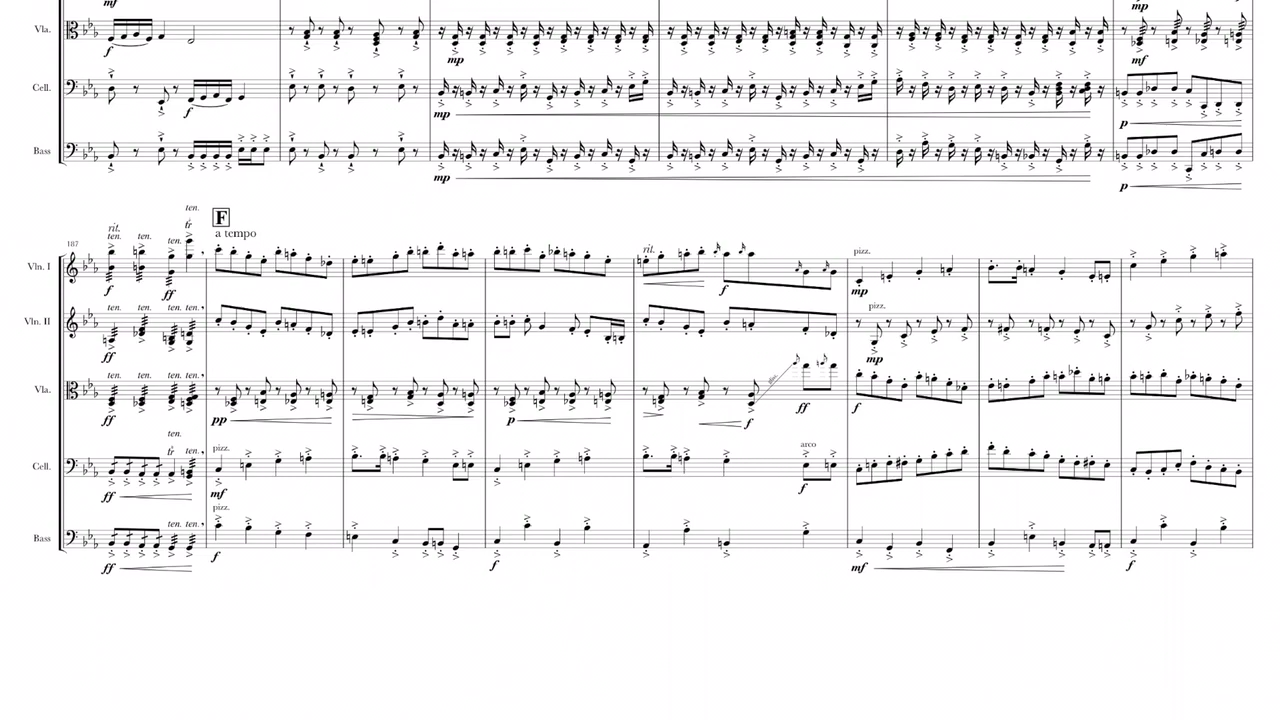 mf
mp
Vla.
f
mp
mf
Cell.
f
mp
p
Bass
mp
p
ten.
F
rit.
tr
a tempo
ten. ten. ten.
187
rit.
pizz.
Vln. I
f ff
f
mp
ten. ten. ten. ten.
pizz.
Vln. II
ff
mp
ten. ten. ten. ten.
Vla.
ff pp p f ff f
ten.
tr pizz. arco
Cell.
ff mf f
pizz.
ten. ten.
Bass
f
ff f mf f